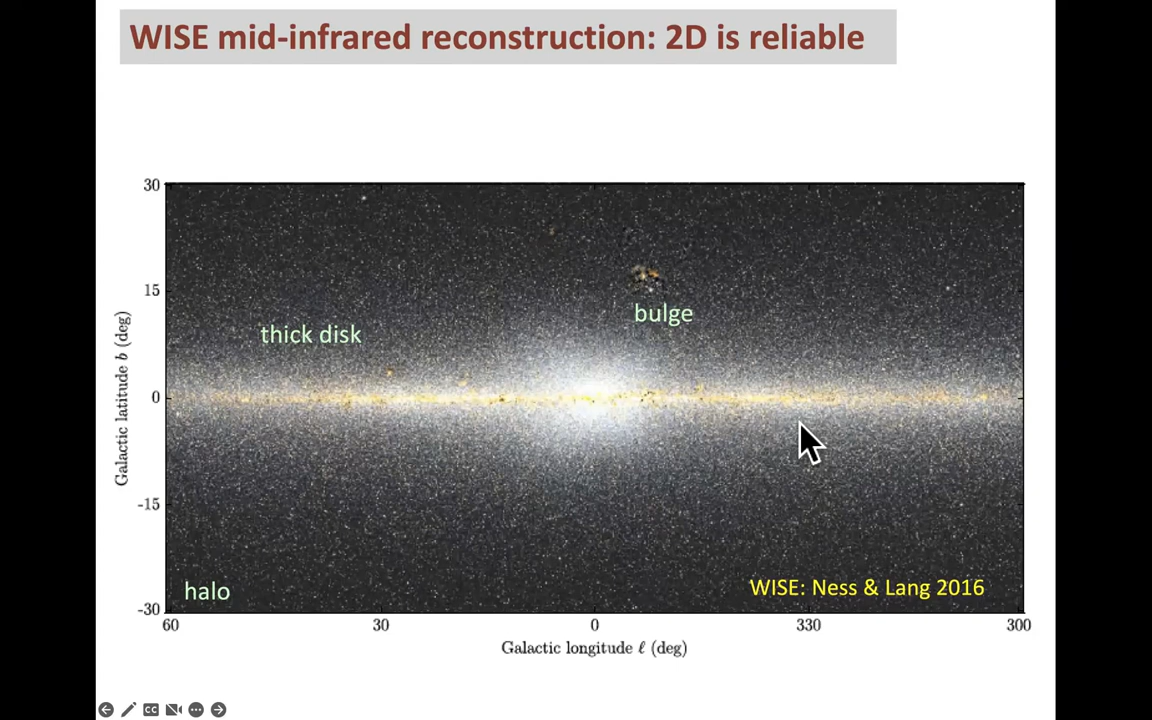 WISE mid-infrared reconstruction: 2D is reliable
30
15
bulge
thick disk
0
Galactic latitude b (deg)
-15
halo
WISE: Ness & Lang 2016
-30
60
30
0
330
300
Galactic longitude ℓ (deg)
CC